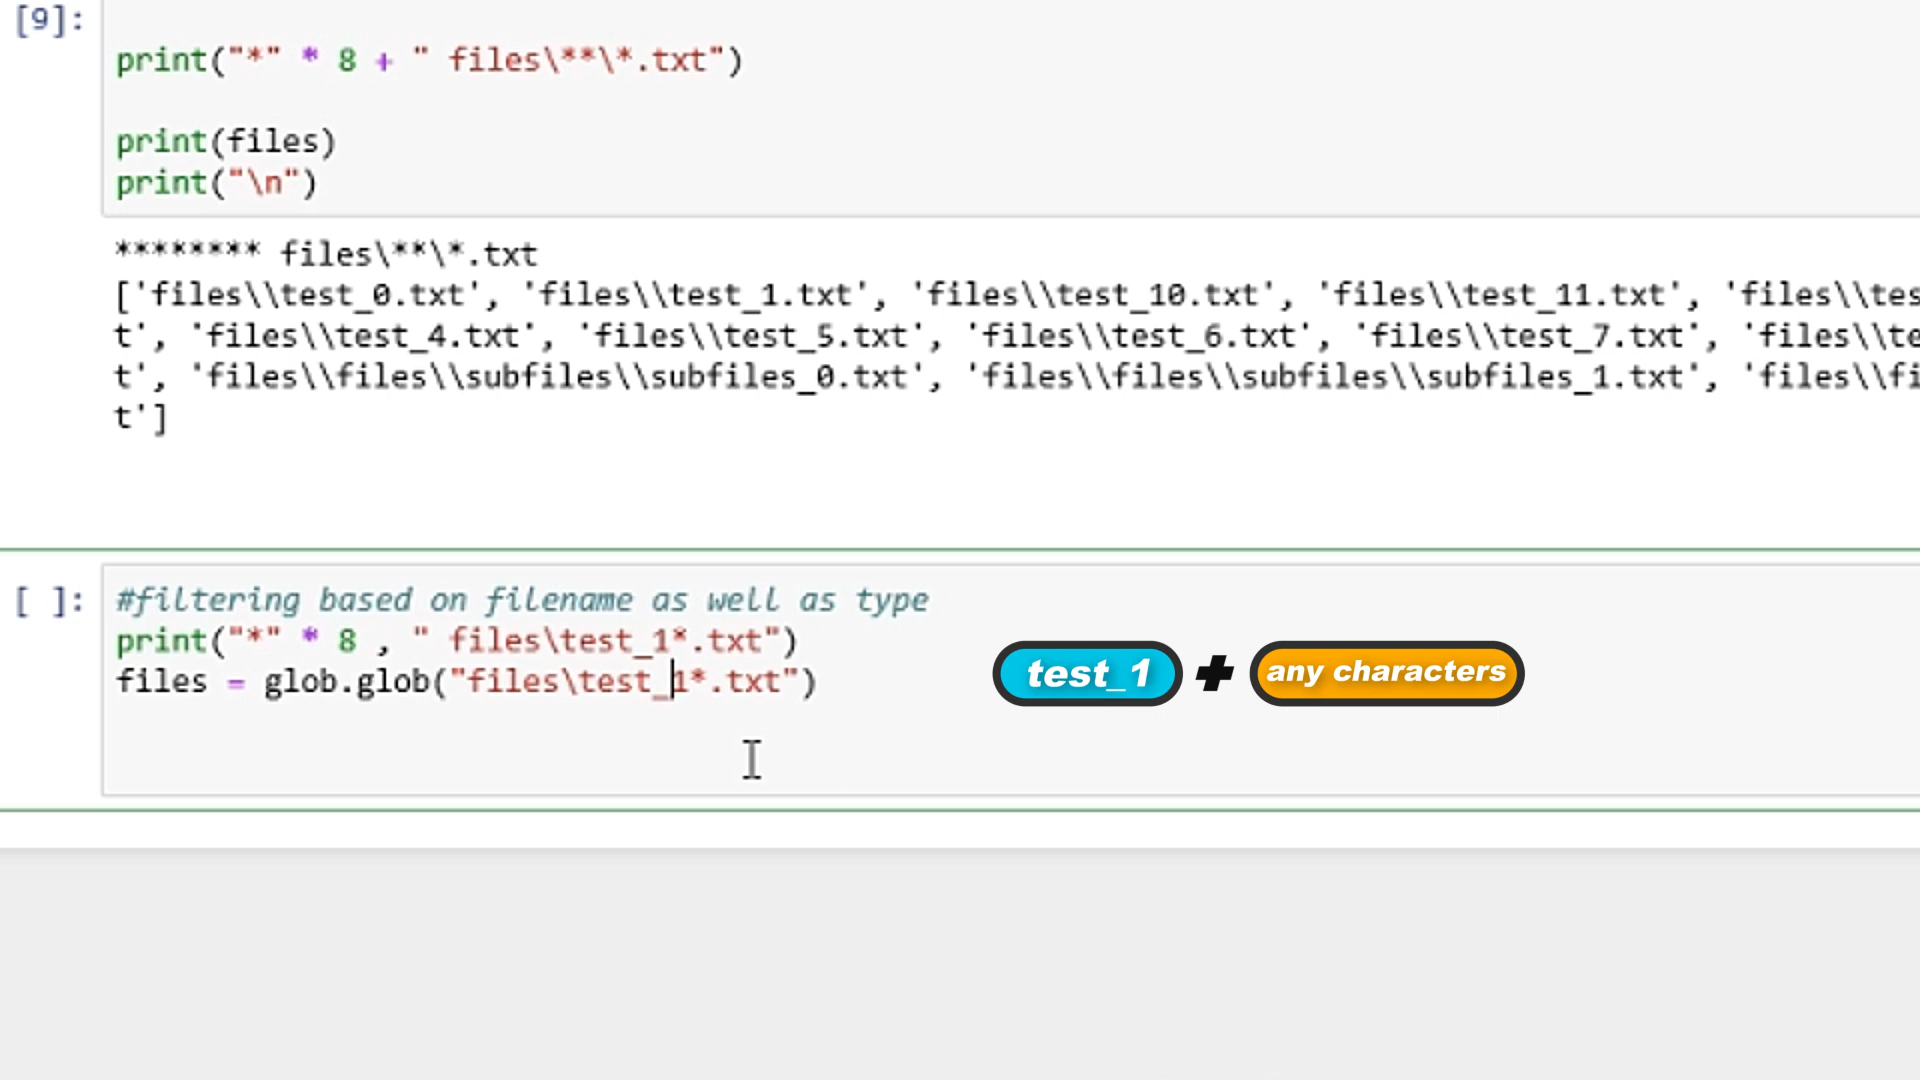 [9]:
print("*" * 8 + " files\**\*.txt")
print(files)
print("\n")
******** files\**\*.txt
['files\\test_0.txt', 'files\\test_1.txt', 'files\\test_10.txt', 'files\\test_11.txt', 'files\\tes
t', 'files\\test_4.txt', 'files\\test_5.txt', 'files\\test_6.txt', 'files\\test_7.txt', 'files\\te
t', 'files\\files\\subfiles\\subfiles_0.txt', 'files\\files\\subfiles\\subfiles_1.txt', 'files\\fi
t']
[ ]:
#filtering based on filename as well as type
print("*" * 8 , " files\test_1*.txt")
files = glob.glob("files\test_1*.txt")
test_1 + any characters